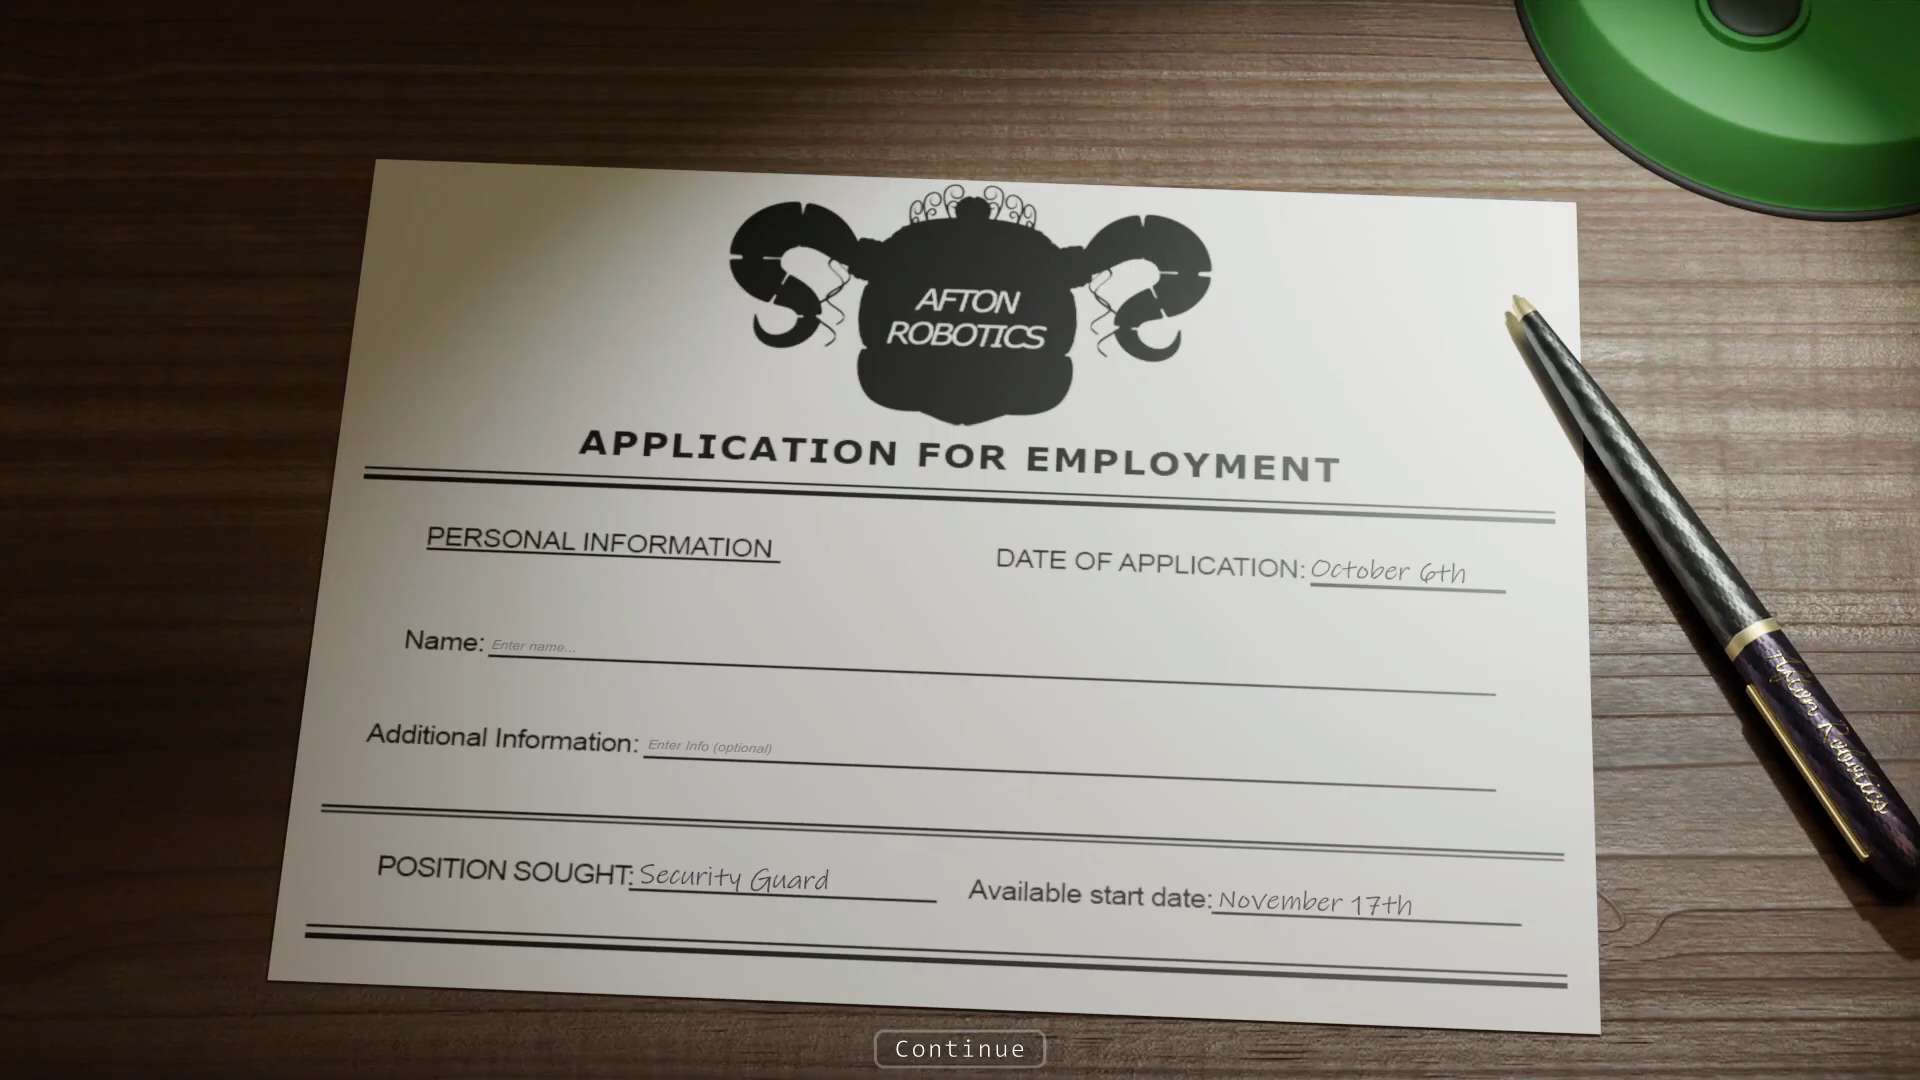 AFTON
ROBOTICS
APPLICATION FOR EMPLOYMENT
PERSONAL INFORMATION
DATE OF APPLICATION: October 6th
Name: Enter name...
Additional Information: Enter Info (optional)
POSITION SOUGHT: Security Guard
Available start date: November 17th
Afton Robotics
Continue